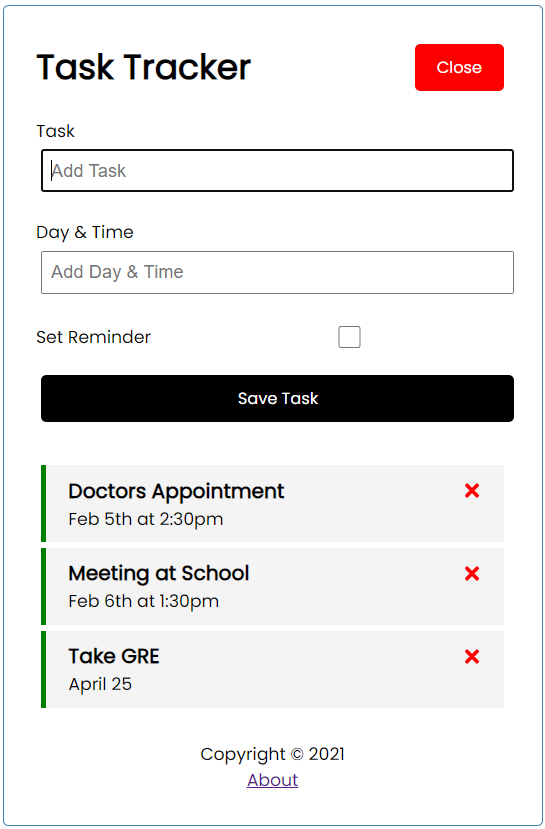 Task Tracker
Close
Task
Add Task
Day & Time
Add Day & Time
Set Reminder
Save Task
Doctors Appointment
Feb 5th at 2:30pm
Meeting at School
Feb 6th at 1:30pm
Take GRE
April 25
Copyright © 2021
About